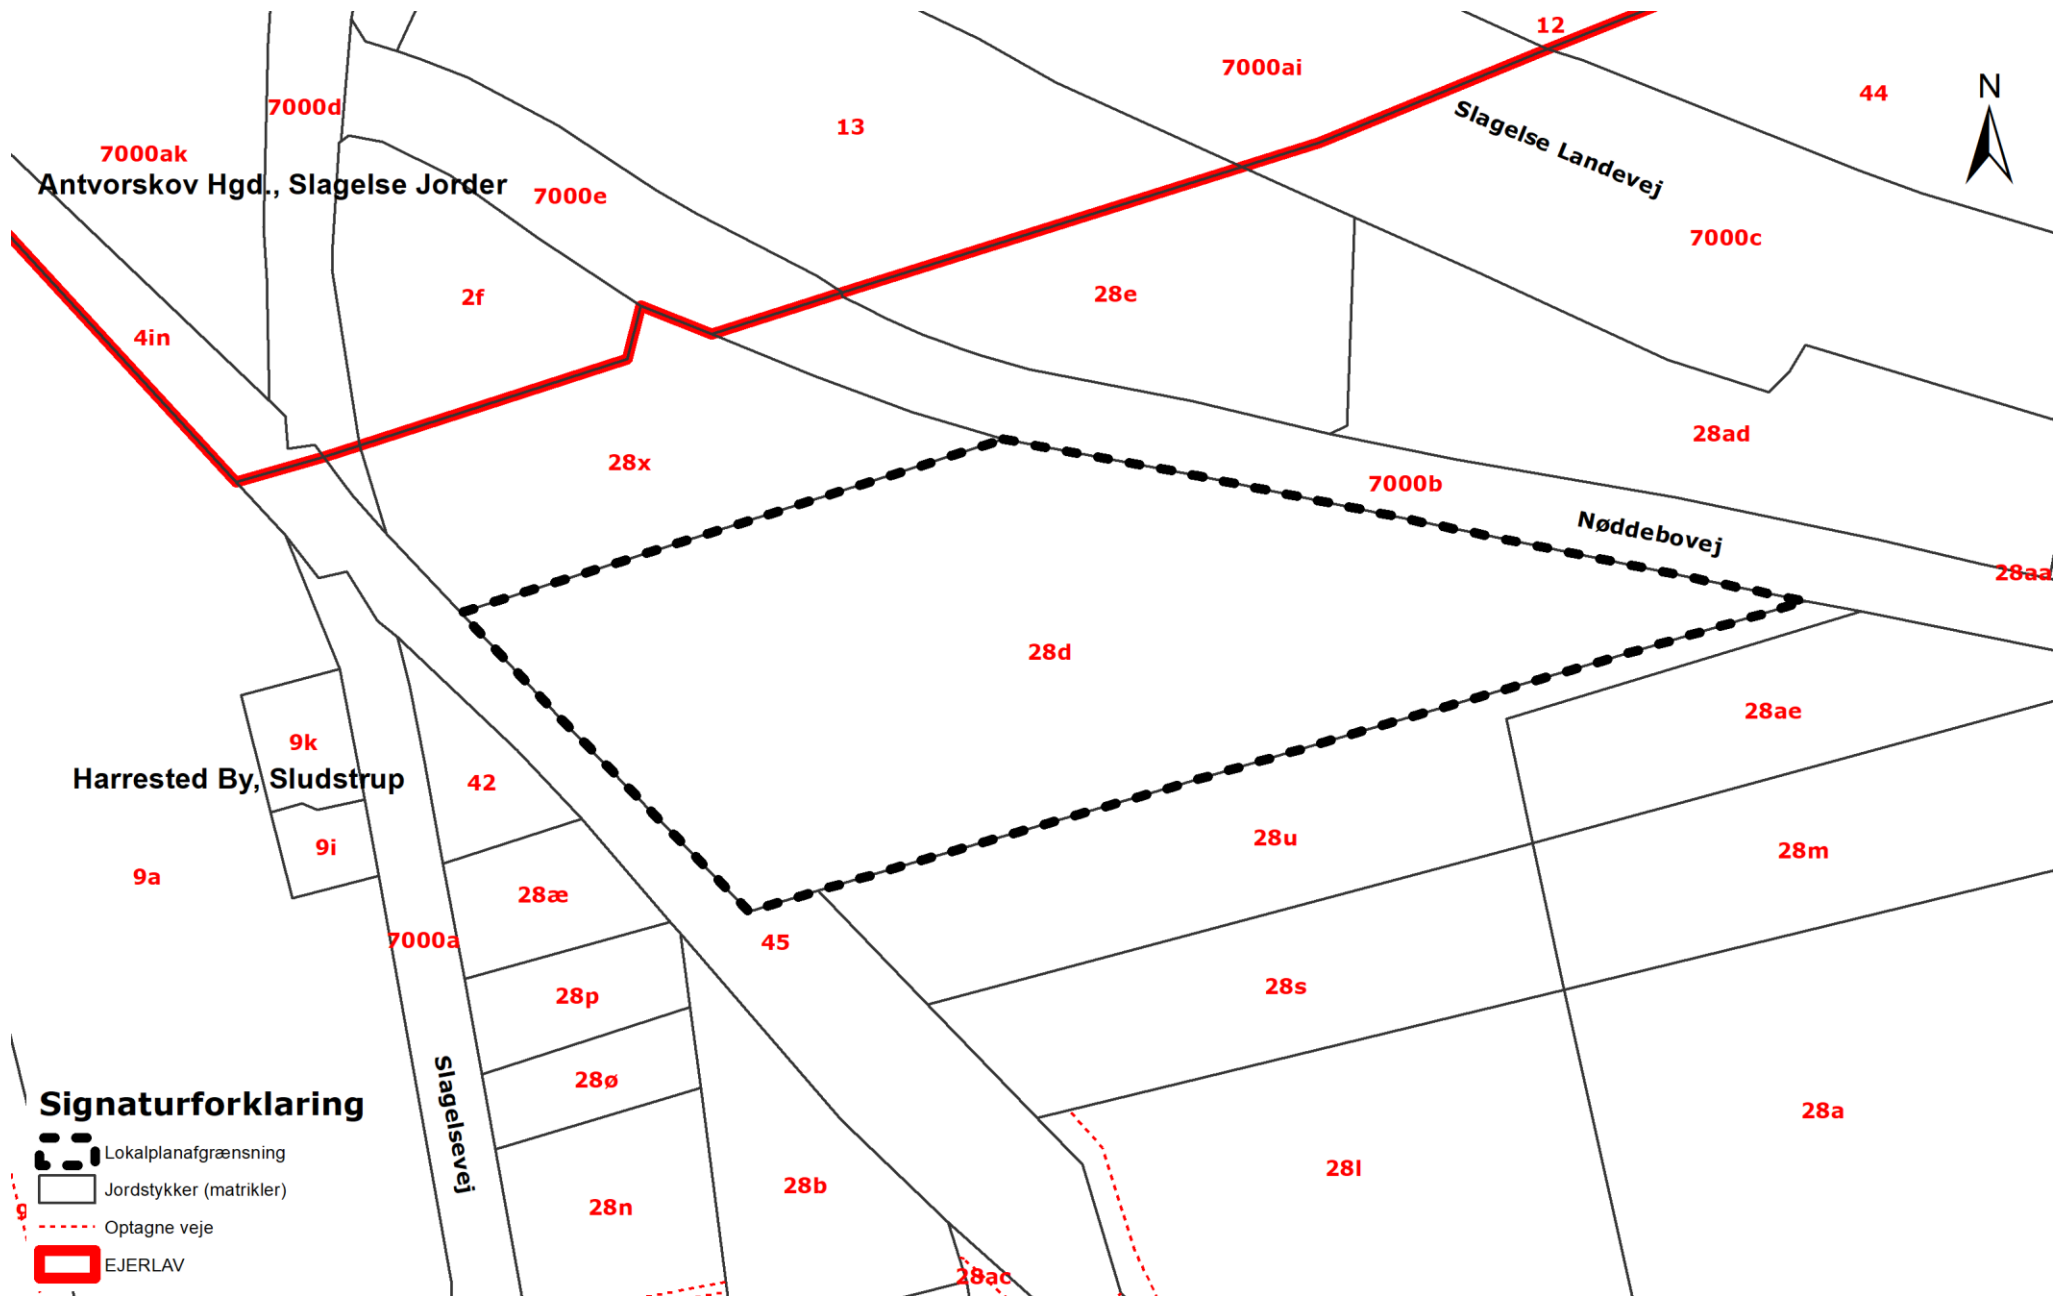 12
7000ai
44
N
7000d
13
Slagelse Landevej
7000ak
Antvorskov Hgd., Slagelse Jorder
7000e
7000c
2f
28e
4in
28ad
28x
7000b
Nøddebovej
28aa
28d
28ae
9k
Harrested By, Sludstrup
42
28u
9i
28m
9a
28æ
7000a
45
28s
28p
28ø
Slagelsevej
Signaturforklaring
Lokalplanafgrænsning
Jordstykker (matrikler)
Optagne veje
EJERLAV
28a
28l
28b
28n
28ac